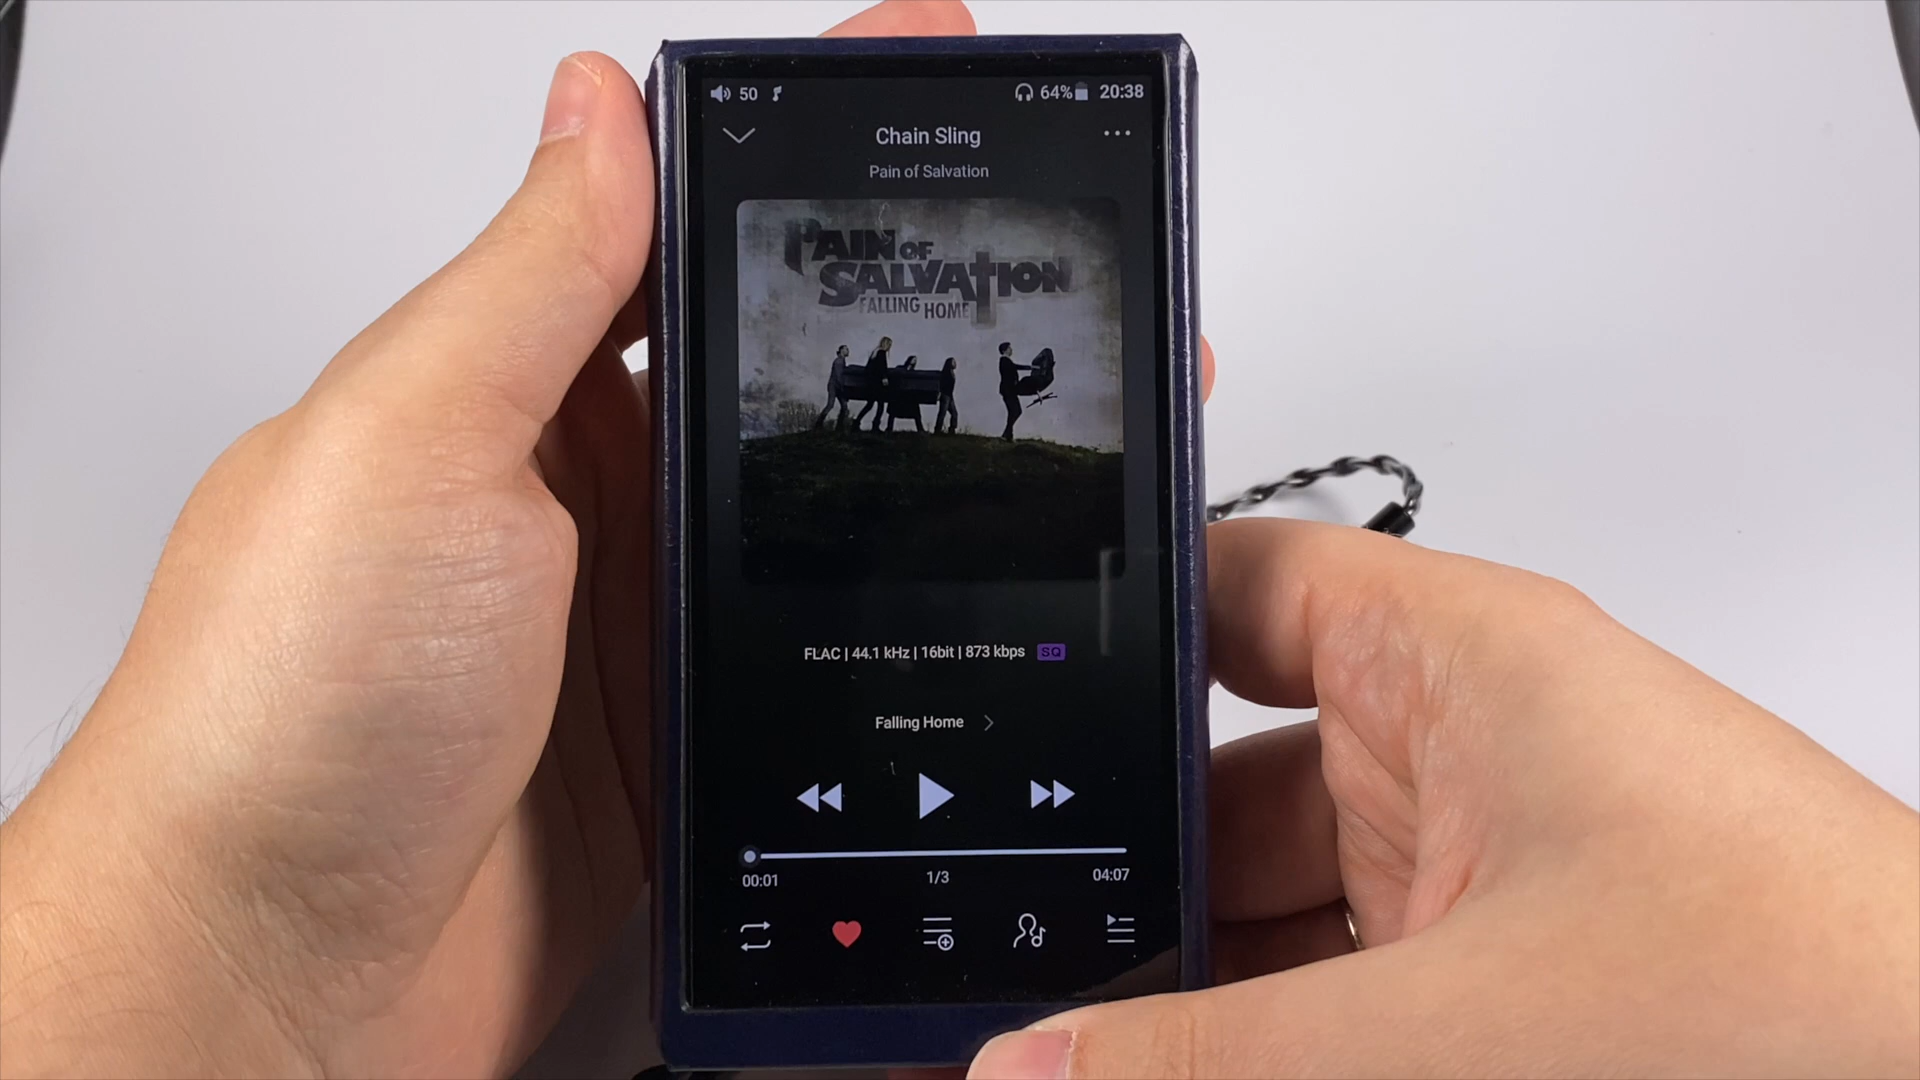 50 64% 20:38
Chain Sling
Pain of Salvation
PAIN OF
SALVATION
FALLING HOME
FLAC | 44.1 kHz | 16bit | 873 kbps SQ
Falling Home
00:01 1/3 04:07